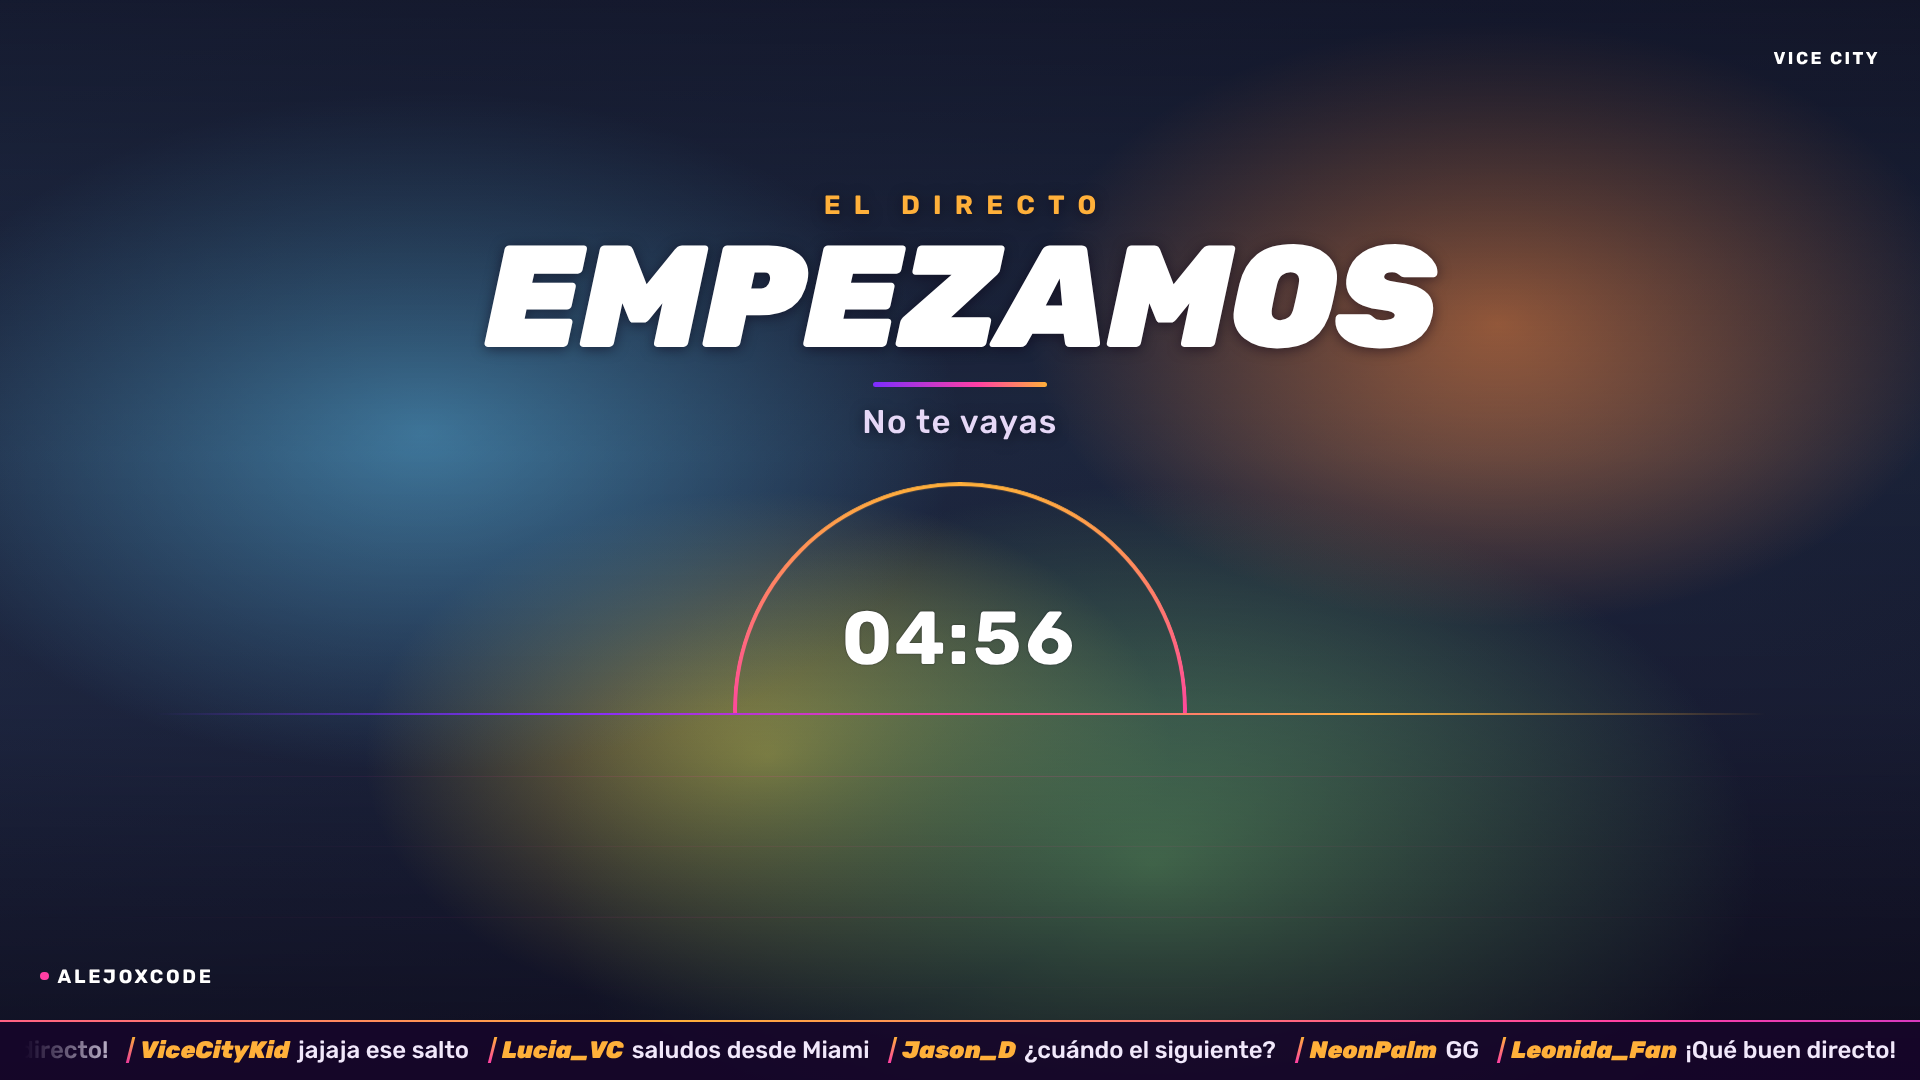 VICE CITY
EL DIRECTO
EMPEZAMOS
No te vayas
04:56
ALEJOXCODE
directo! / ViceCityKid jajaja ese salto / Lucia_VC saludos desde Miami / Jason_D ¿cuándo el siguiente? / NeonPalm GG / Leonida_Fan ¡Qué buen directo!